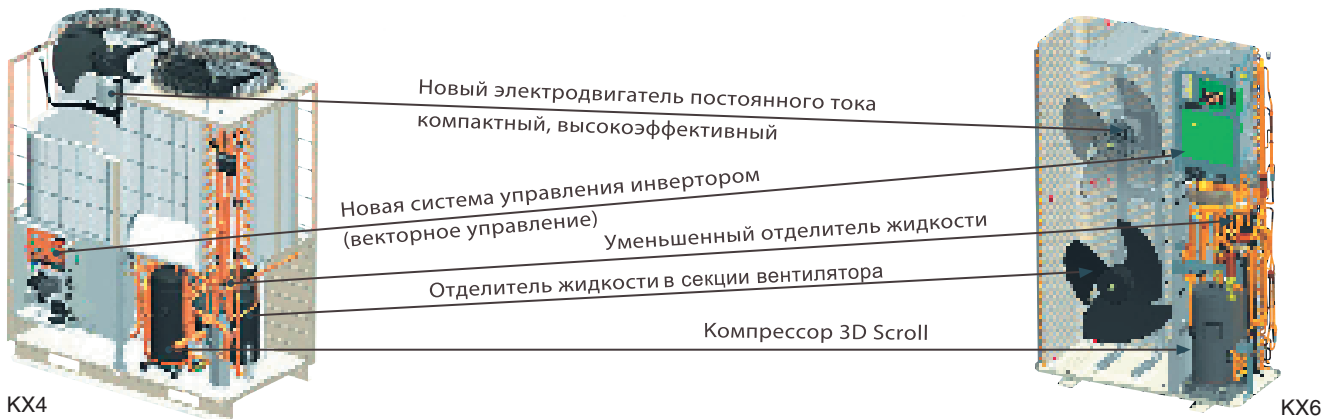 Новый электродвигатель постоянного тока
компактный, высокоэффективный
Новая система управления инвертором
(векторное управление)
Уменьшенный отделитель жидкости
Отделитель жидкости в секции вентилятора
Компрессор 3D Scroll
KX4
KX6